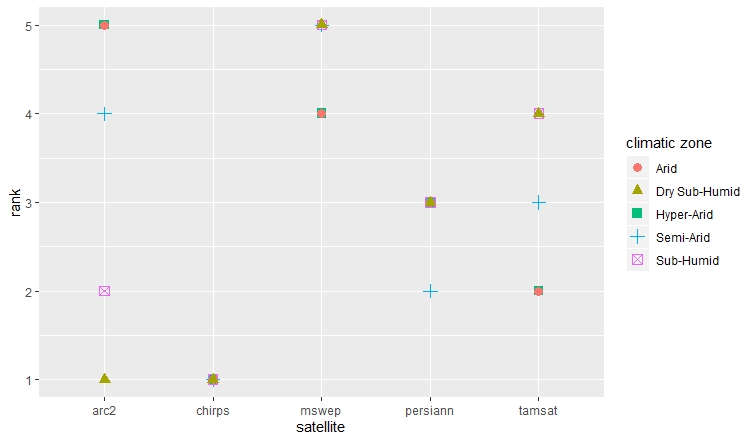 5
4
3
2
1
rank
arc2 chirps mswep persiann tamsat
satellite
climatic zone
Arid
Dry Sub-Humid
Hyper-Arid
Semi-Arid
Sub-Humid